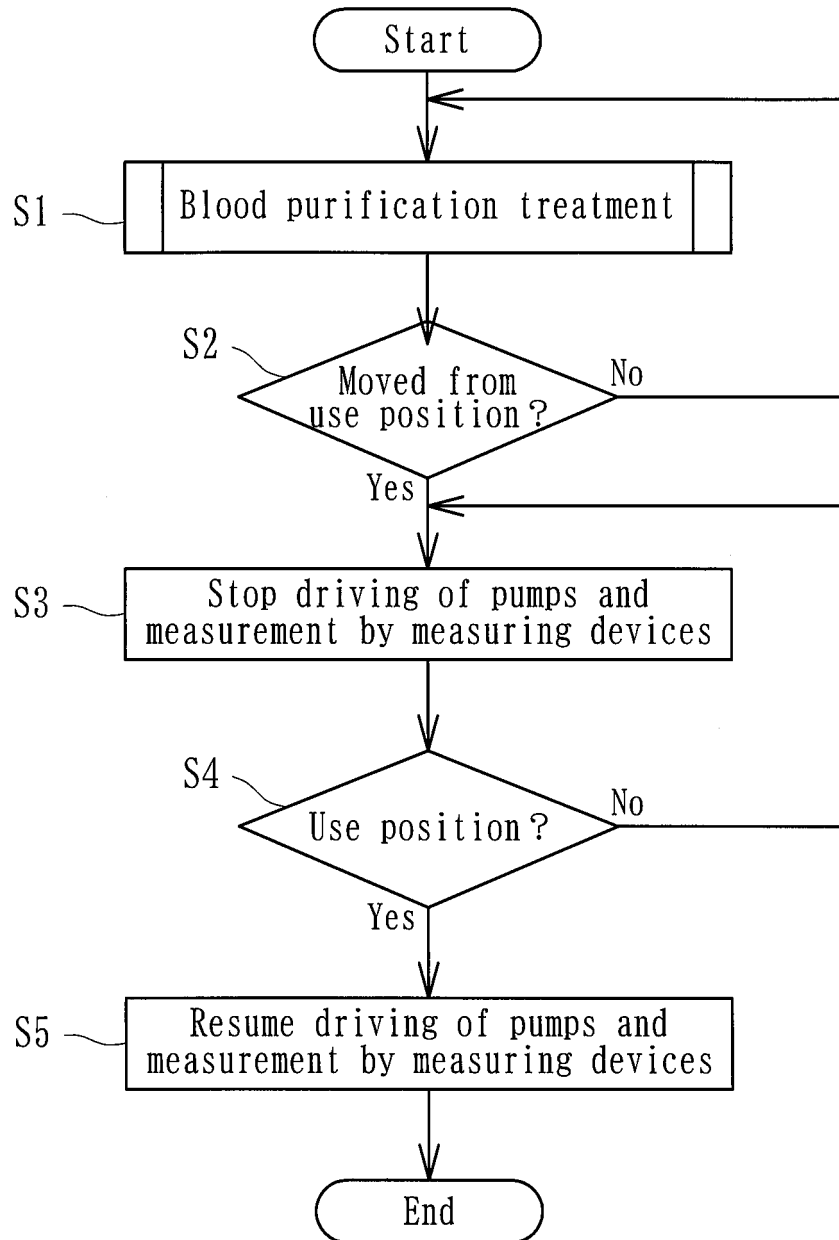 Start
S1
Blood purification treatment
S2
Moved from
use position?
No
Yes
S3
Stop driving of pumps and
measurement by measuring devices
S4
Use position?
No
Yes
S5
Resume driving of pumps and
measurement by measuring devices
End